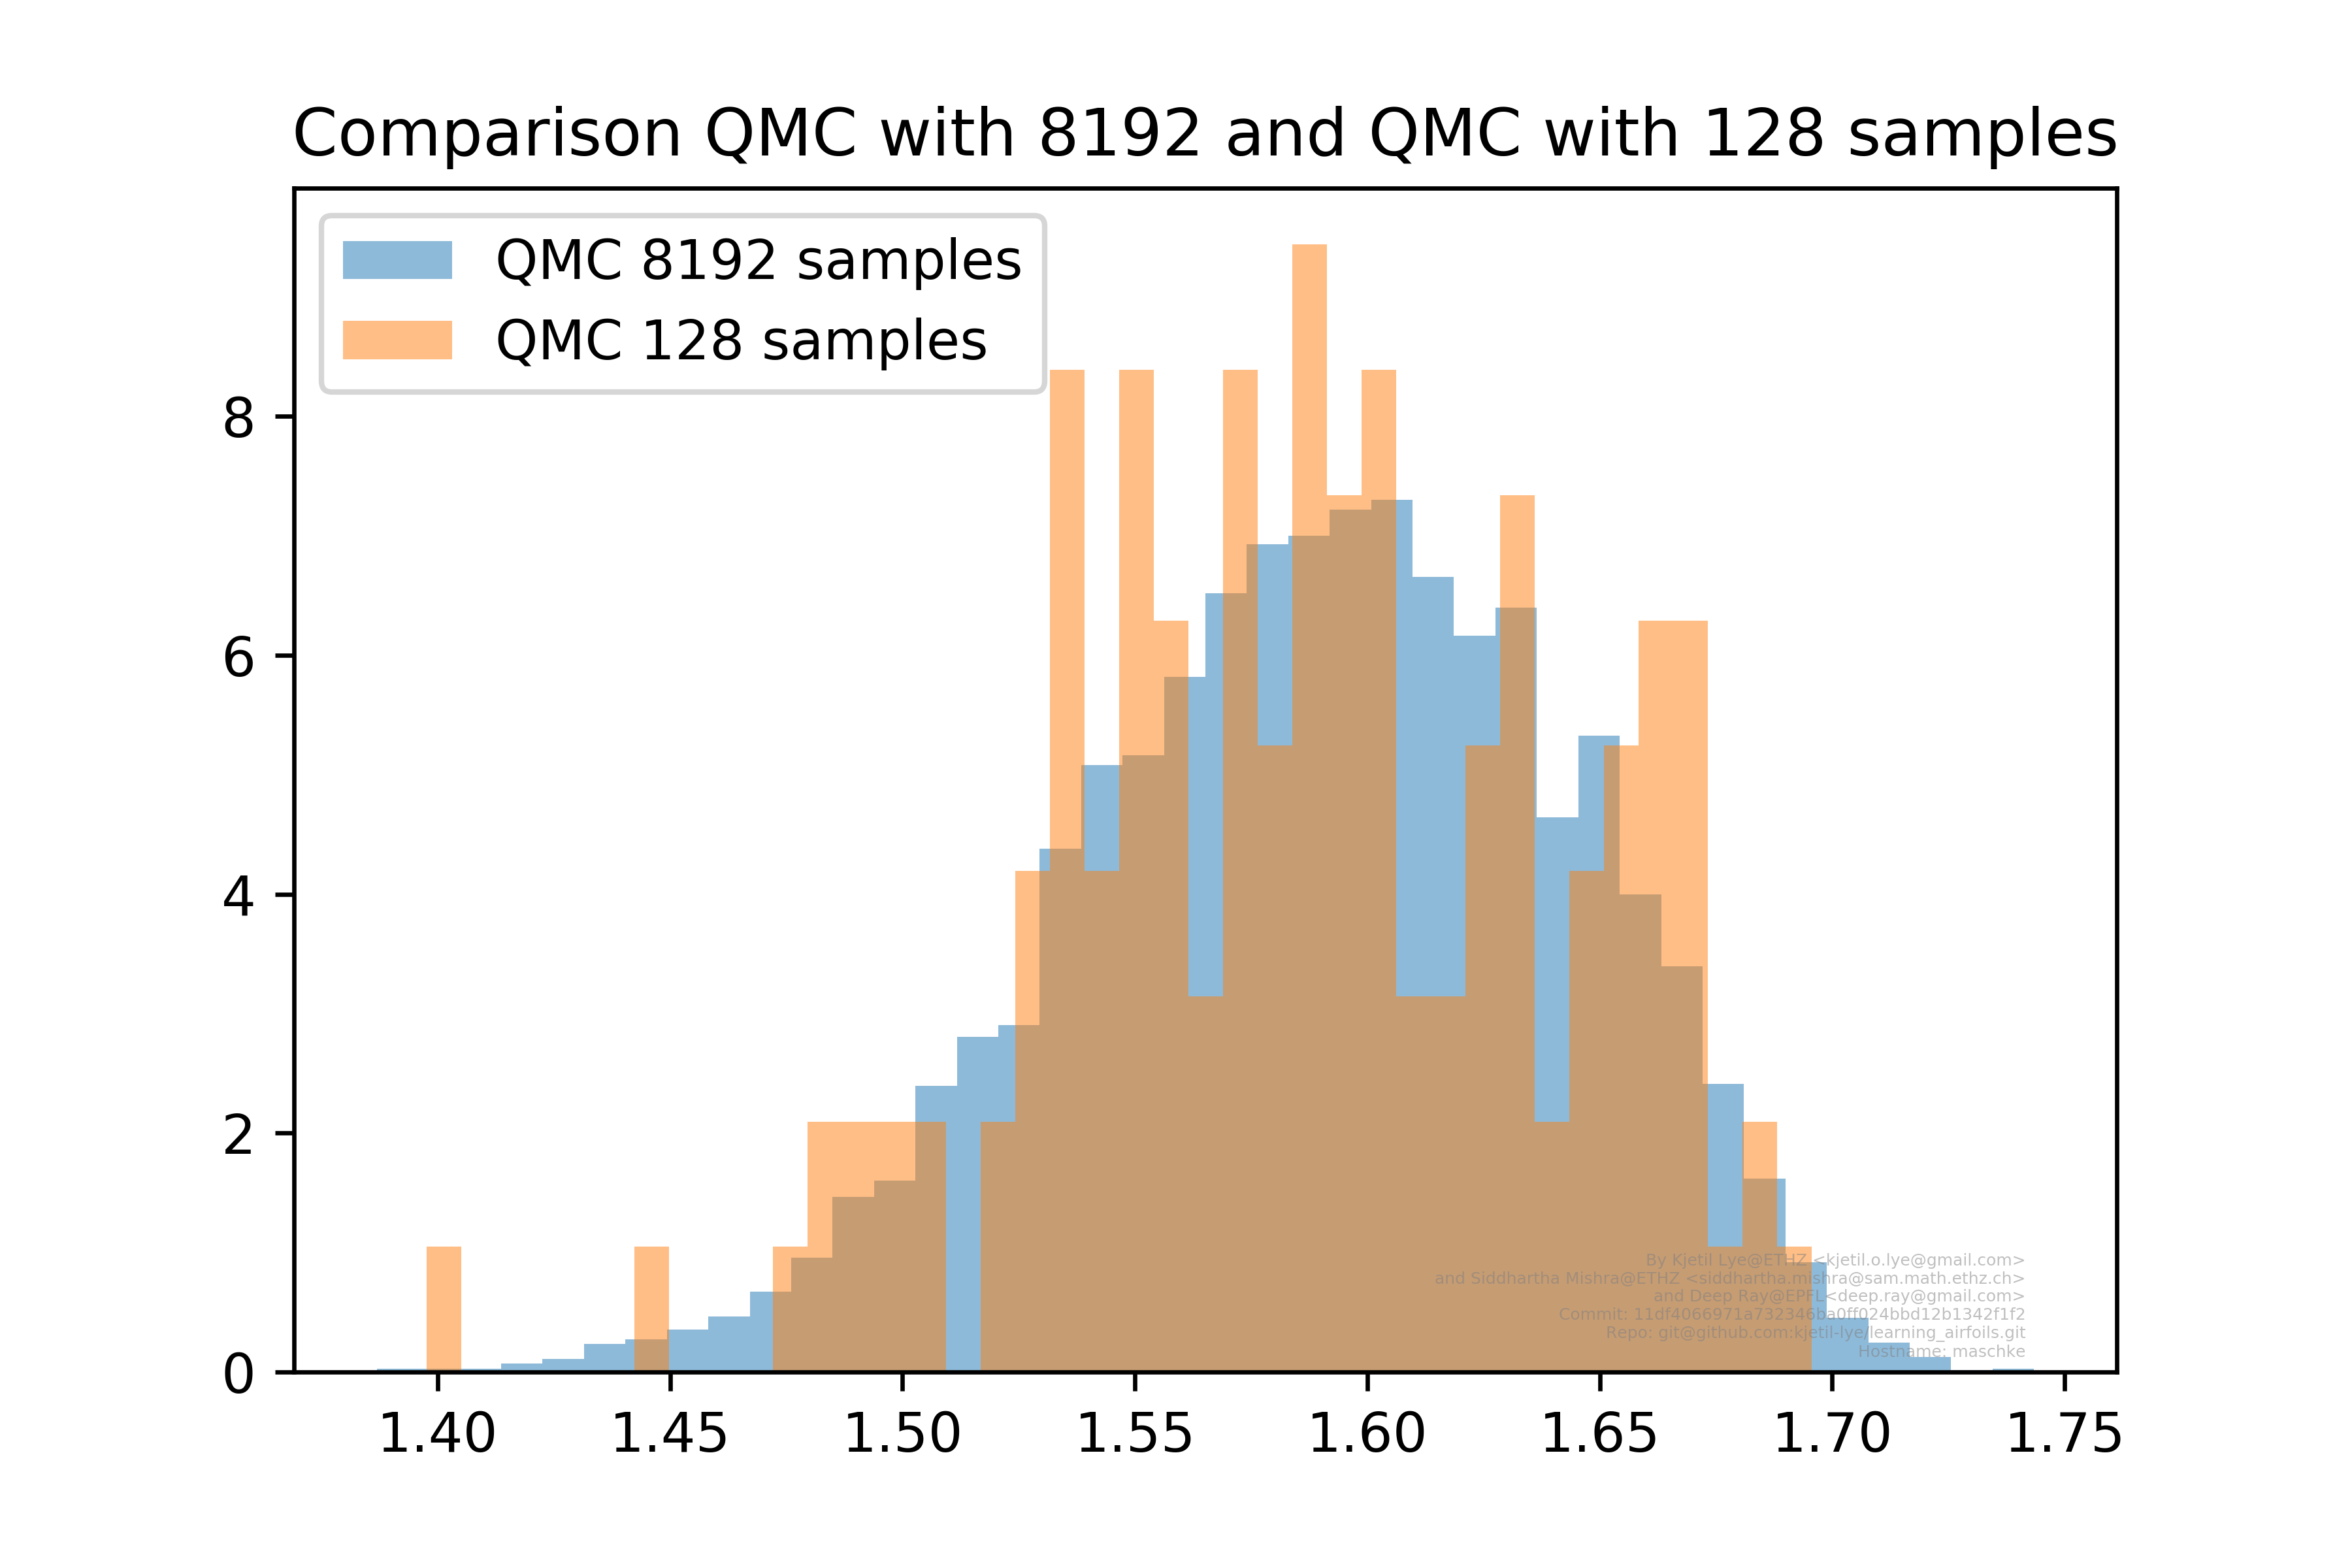 Comparison QMC with 8192 and QMC with 128 samples
QMC 8192 samples
QMC 128 samples
8
6
4
2
0
1.40 1.45 1.50 1.55 1.60 1.65 1.70 1.75
By Kjetil Lye@ETHZ <kjetil.o.lye@gmail.com>
and Siddhartha Mishra@ETHZ <siddhartha.mishra@sam.math.ethz.ch>
and Deep Ray@EPFL<deep.ray@gmail.com>
Commit: 11df4066971a732346ba0ff024bbd12b1342f1f2
Repo: git@github.com:kjetil-lye/learning_airfoils.git
Hostname: maschke